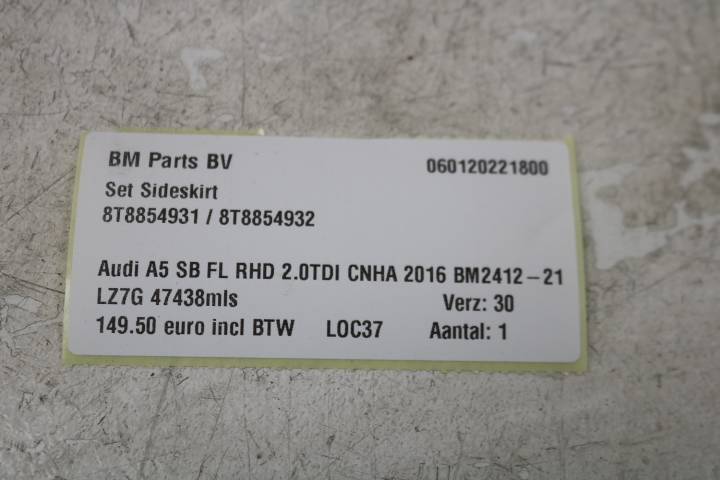 BM Parts BV 060120221800
Set Sideskirt
8T8854931 / 8T8854932
Audi A5 SB FL RHD 2.0TDI CNHA 2016 BM2412-21
LZ7G 47438mls Verz: 30
149.50 euro incl BTW LOC37 Aantal: 1